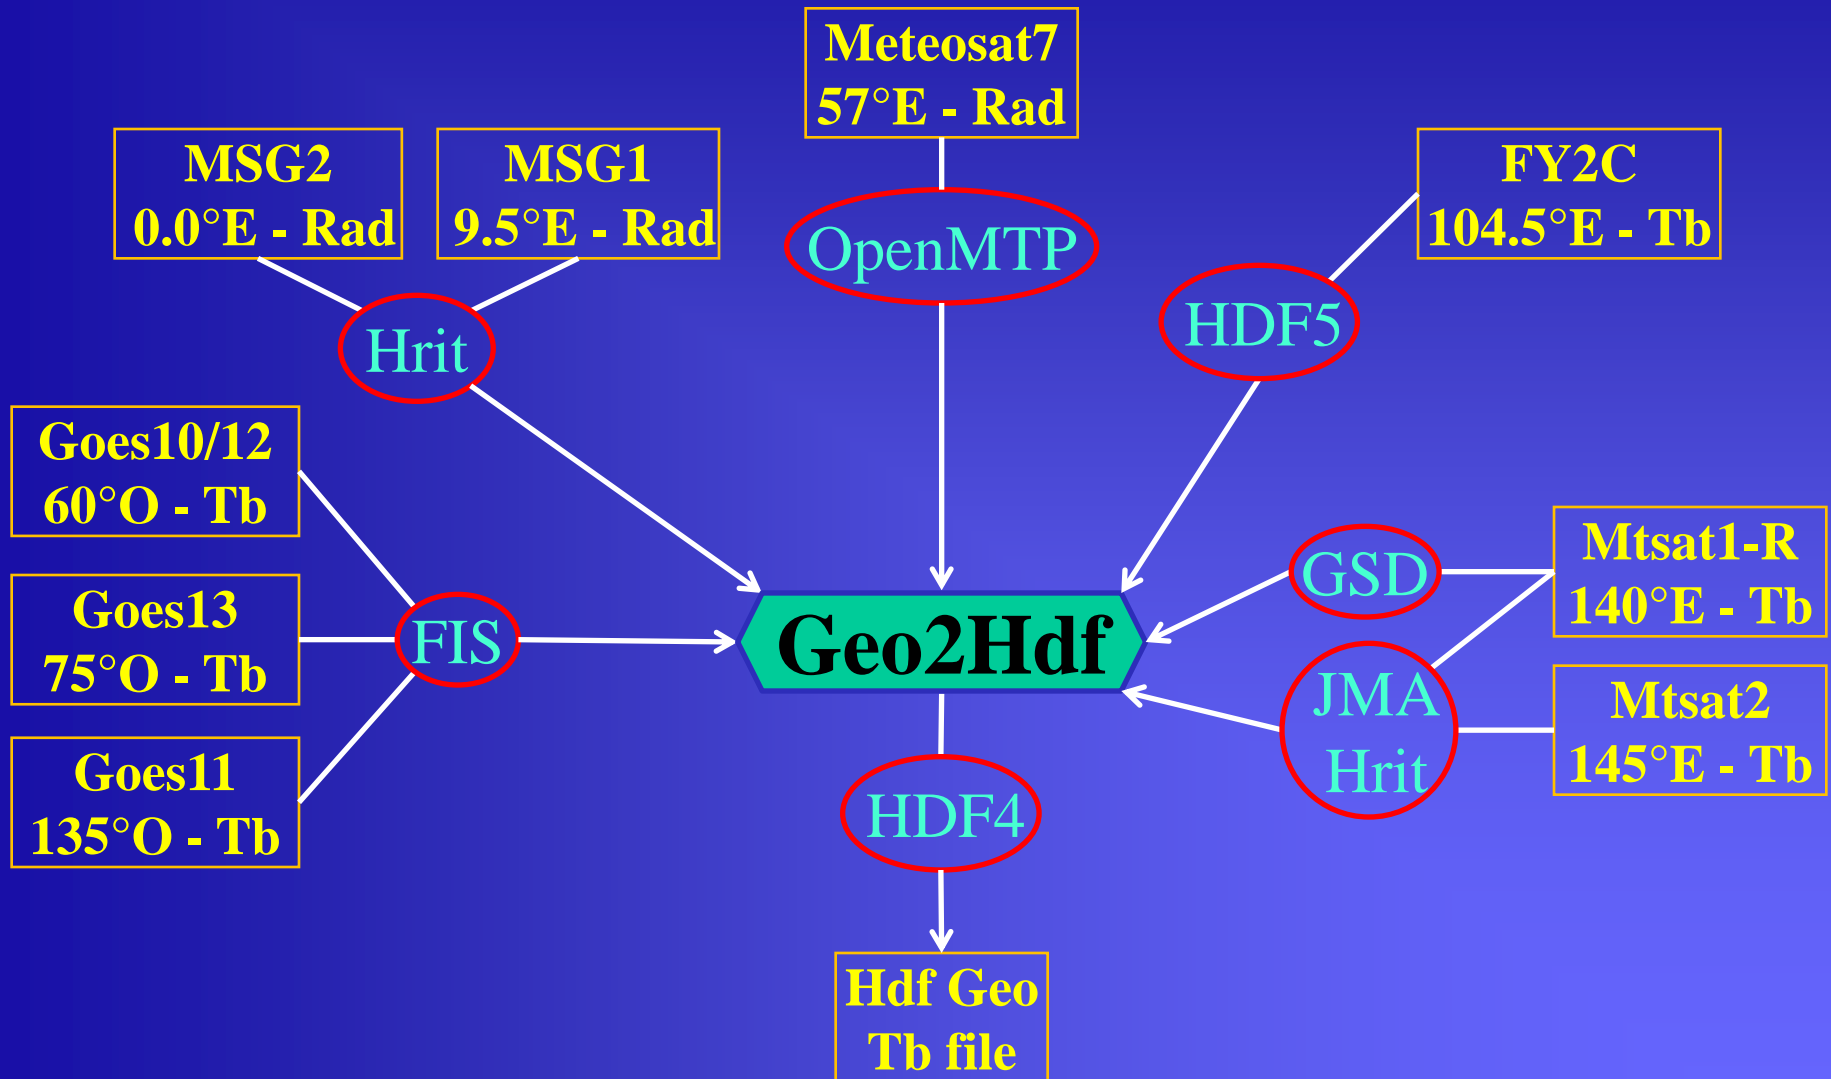 Meteosat7
57°E - Rad
MSG2
0.0°E - Rad
MSG1
9.5°E - Rad
FY2C
104.5°E - Tb
OpenMTP
HDF5
Hrit
Goes10/12
60°O - Tb
Goes13
75°O - Tb
Goes11
135°O - Tb
FIS
Geo2Hdf
GSD
Mtsat1-R
140°E - Tb
JMA
Hrit
Mtsat2
145°E - Tb
HDF4
Hdf Geo
Tb file